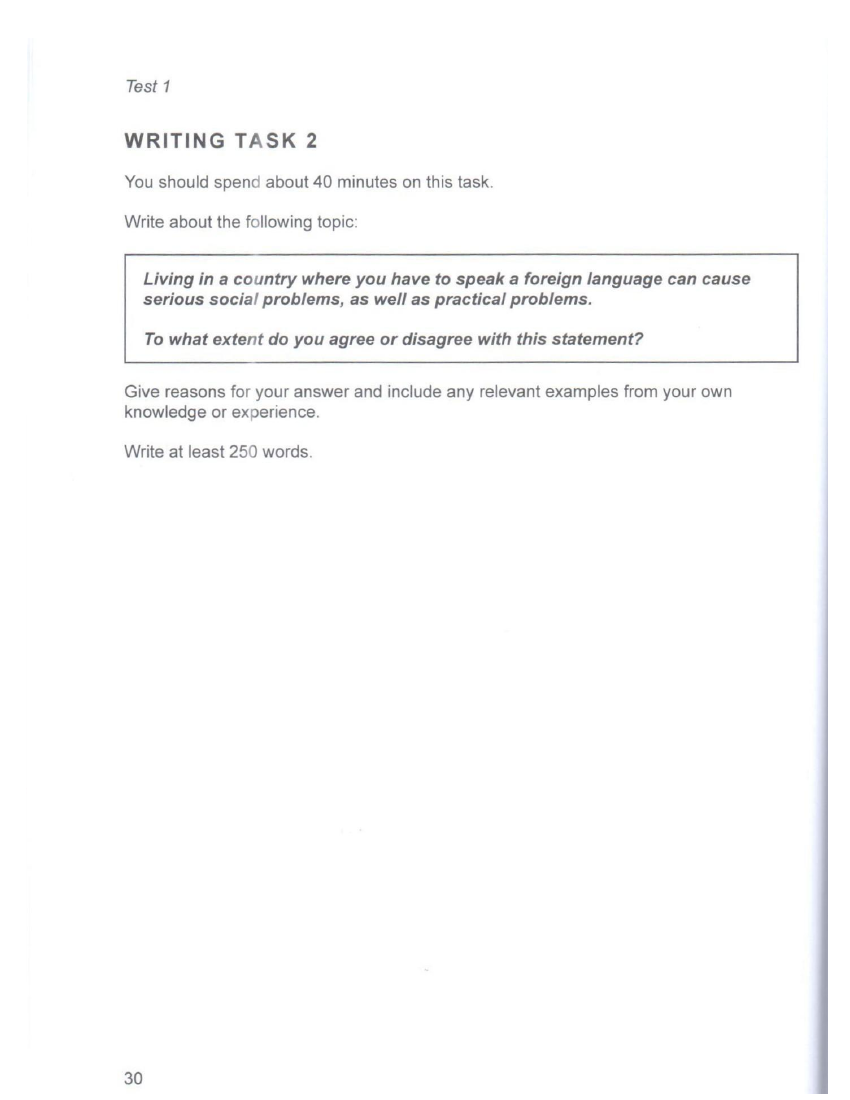 Test 1
WRITING TASK 2
You should spend about 40 minutes on this task.
Write about the following topic:
Living in a country where you have to speak a foreign language can cause
serious social problems, as well as practical problems.
To what extent do you agree or disagree with this statement?
Give reasons for your answer and include any relevant examples from your own
knowledge or experience.
Write at least 250 words.
30